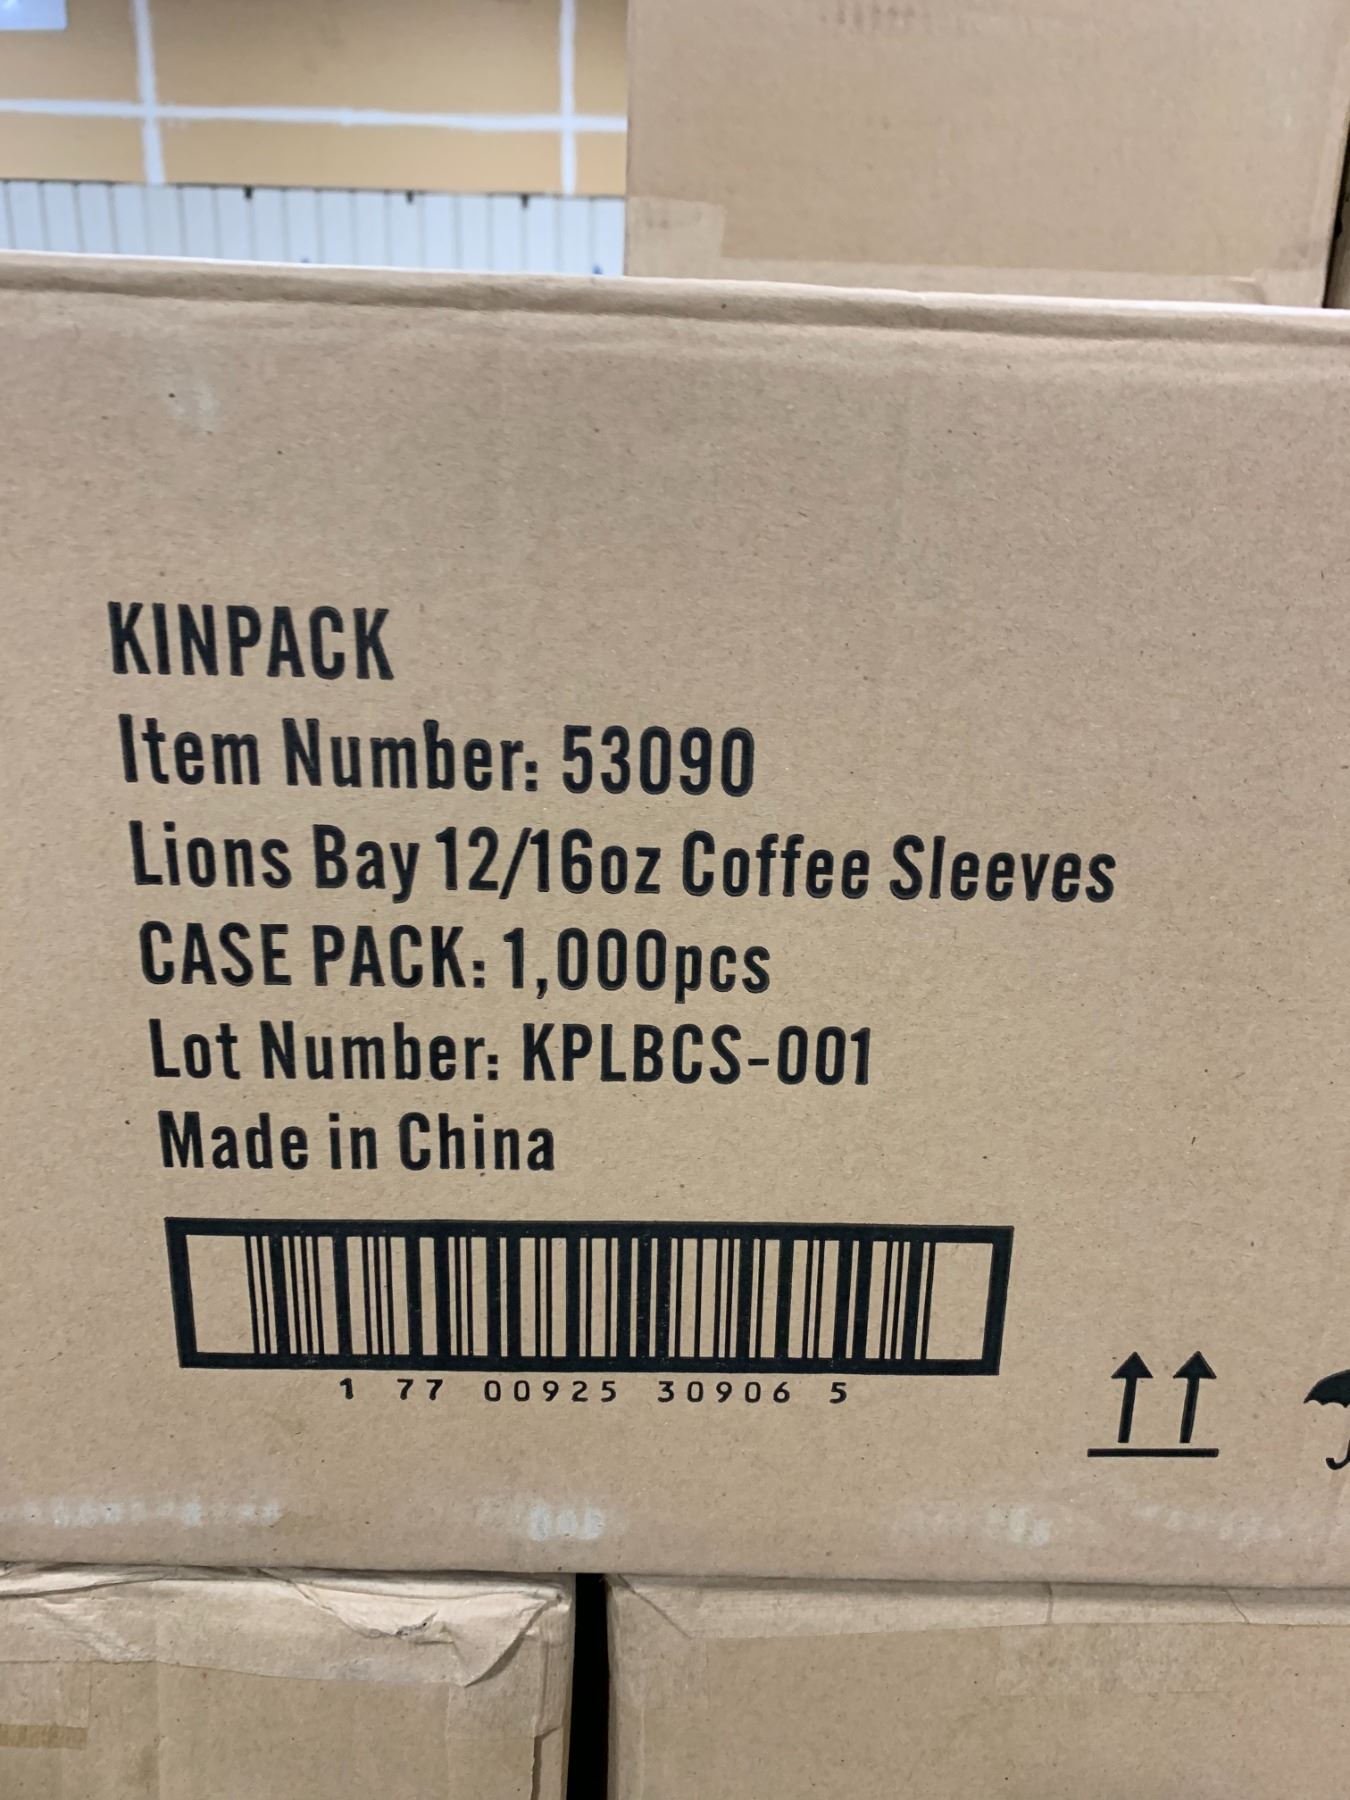 KINPACK
Item Number: 53090
Lions Bay 12/16oz Coffee Sleeves
CASE PACK: 1,000pcs
Lot Number: KPLBCS-001
Made in China
1 77 00925 30906 5